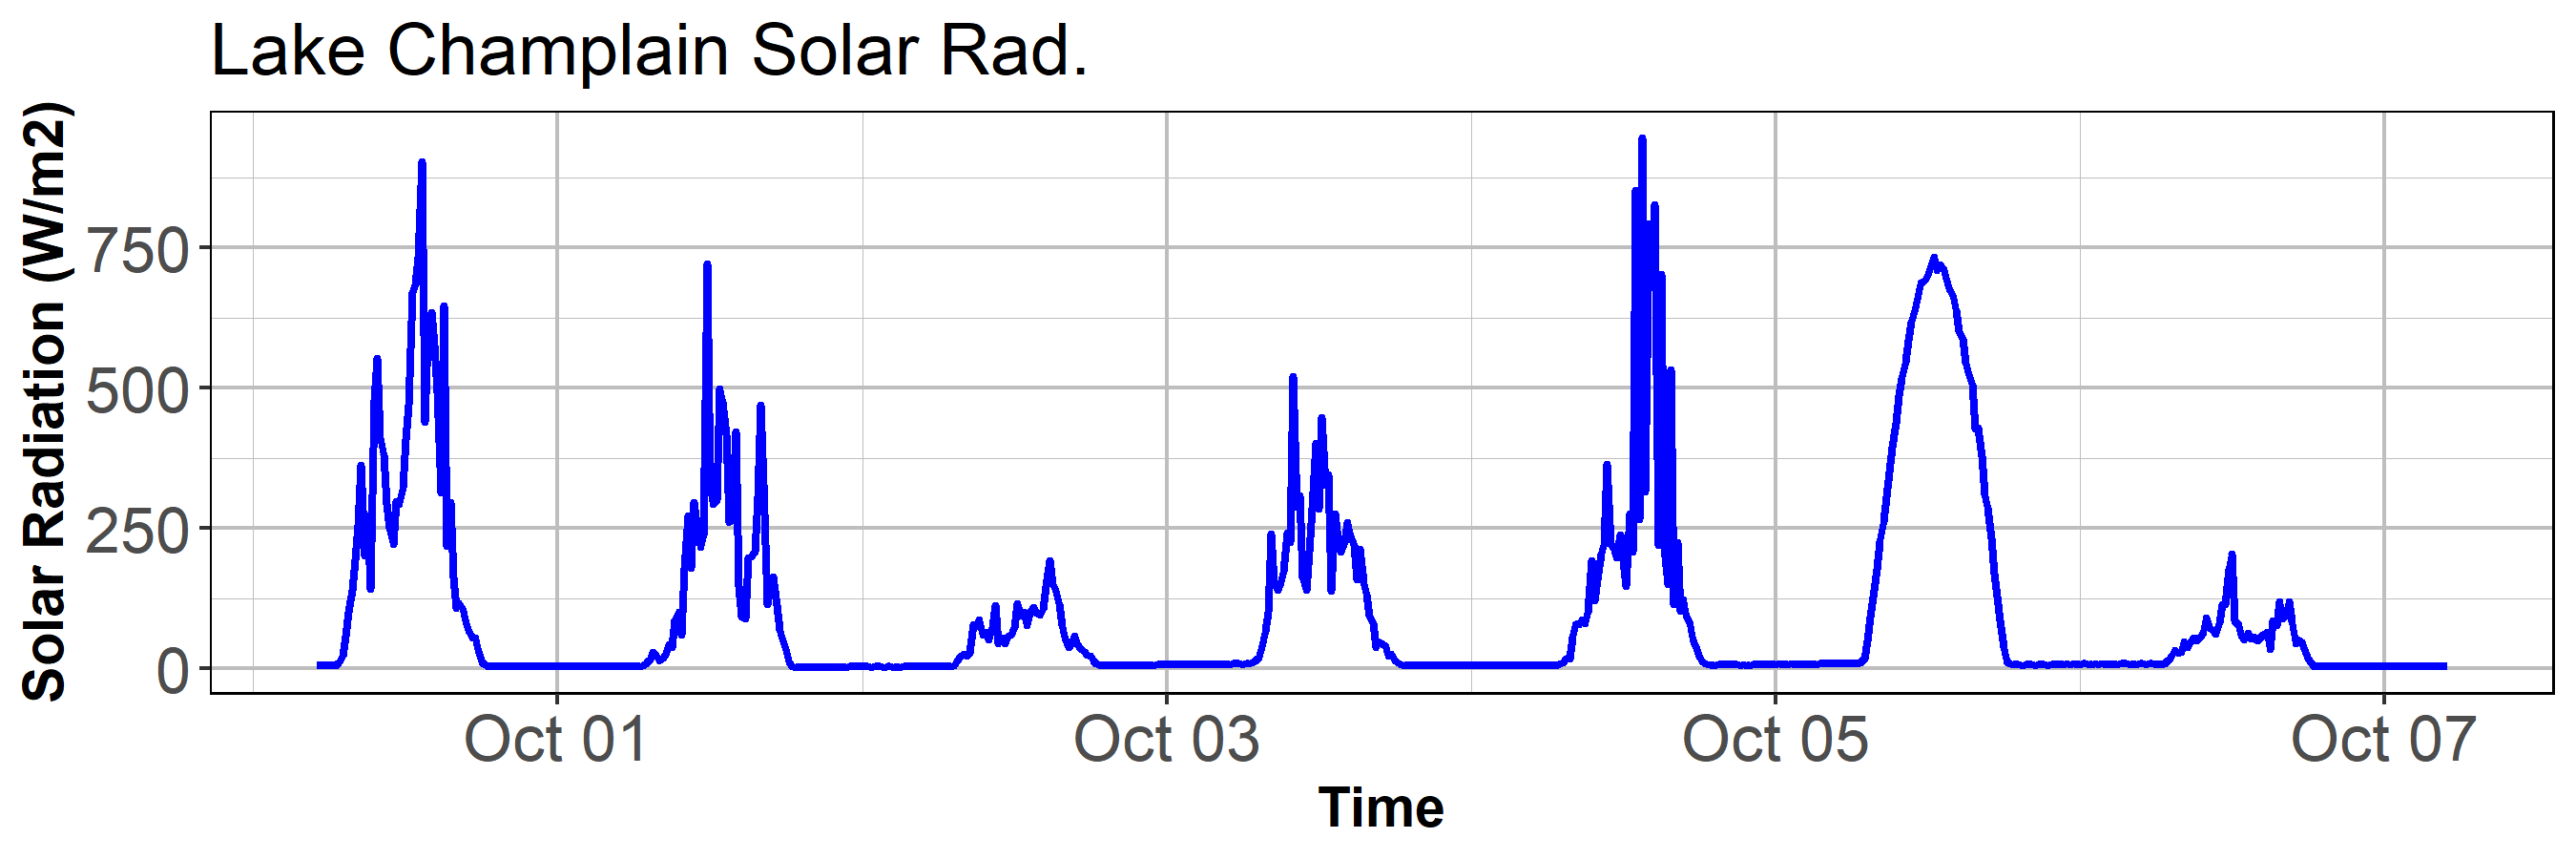 Lake Champlain Solar Rad.
Solar Radiation (W/m2)
750
500
250
0
Oct 01 Oct 03 Oct 05 Oct 07
Time